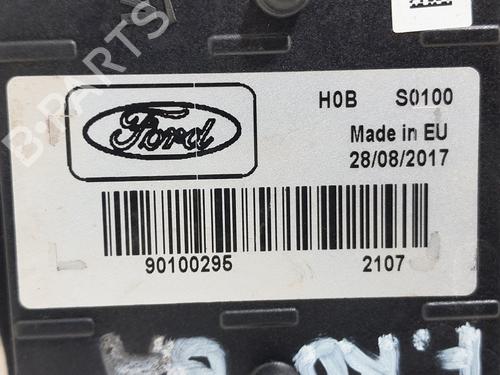 B-PARTS
Ford
H0B S0100
Made in EU
28/08/2017
90100295 2107